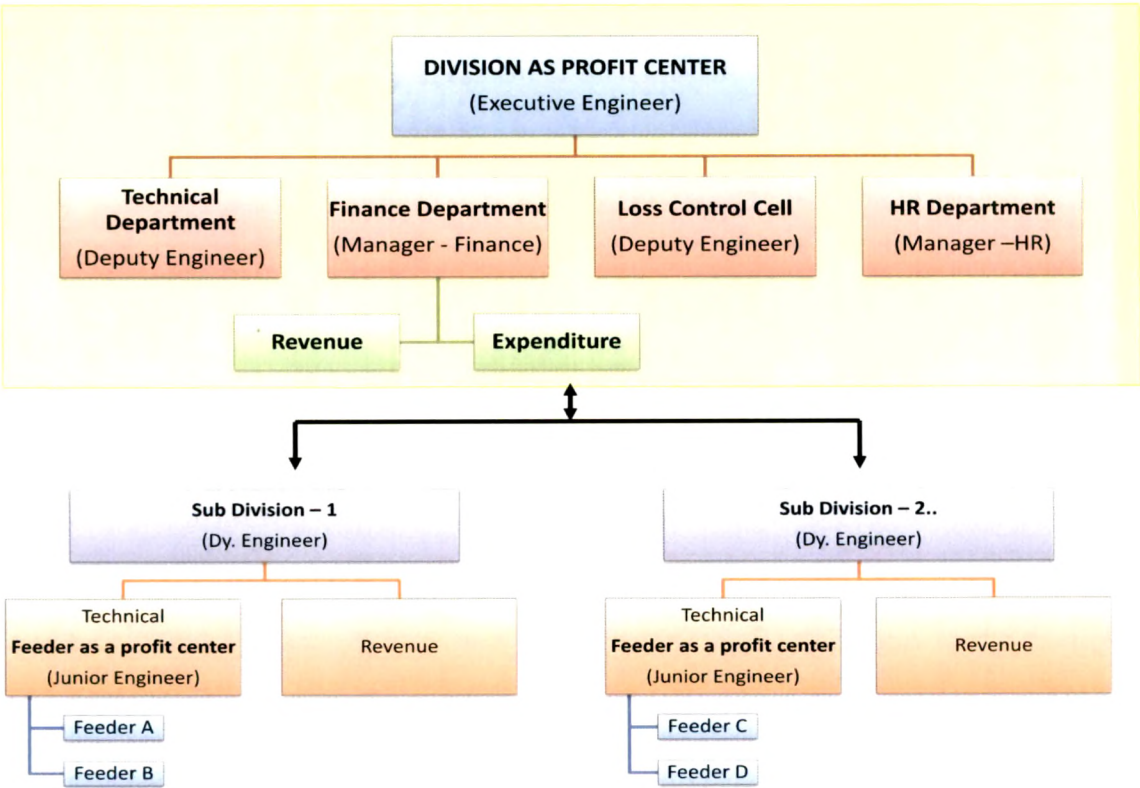 DIVISION AS PROFIT CENTER
(Executive Engineer)
Technical
Department
(Deputy Engineer)
Finance Department
(Manager - Finance)
Loss Control Cell
(Deputy Engineer)
HR Department
(Manager –HR)
Revenue
Expenditure
Sub Division – 1
(Dy. Engineer)
Sub Division – 2..
(Dy. Engineer)
Technical
Feeder as a profit center
(Junior Engineer)
Revenue
Technical
Feeder as a profit center
(Junior Engineer)
Revenue
Feeder A
Feeder B
Feeder C
Feeder D